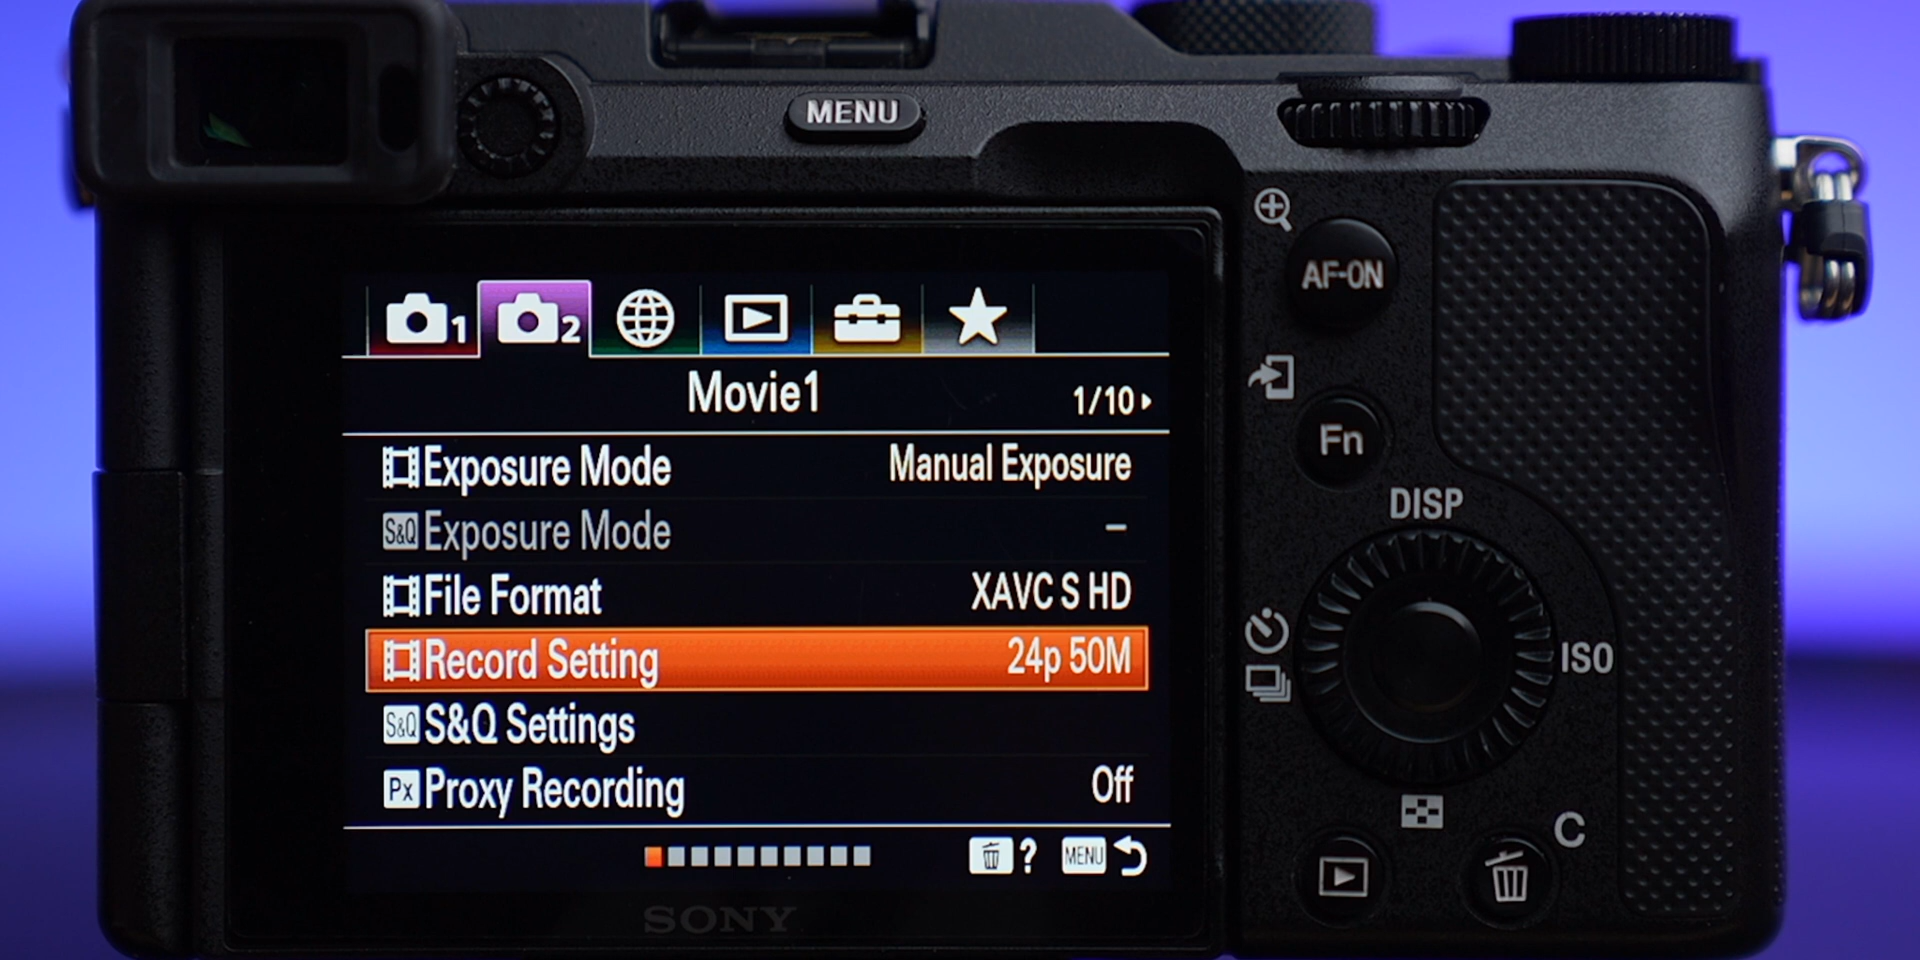 MENU
AF-ON
1
2
Movie1 1/10
Exposure Mode Manual Exposure
S&Q Exposure Mode –
File Format XAVC S HD
Record Setting 24p 50M
S&Q S&Q Settings
Px Proxy Recording Off
? MENU
SONY
Fn
DISP
ISO
C